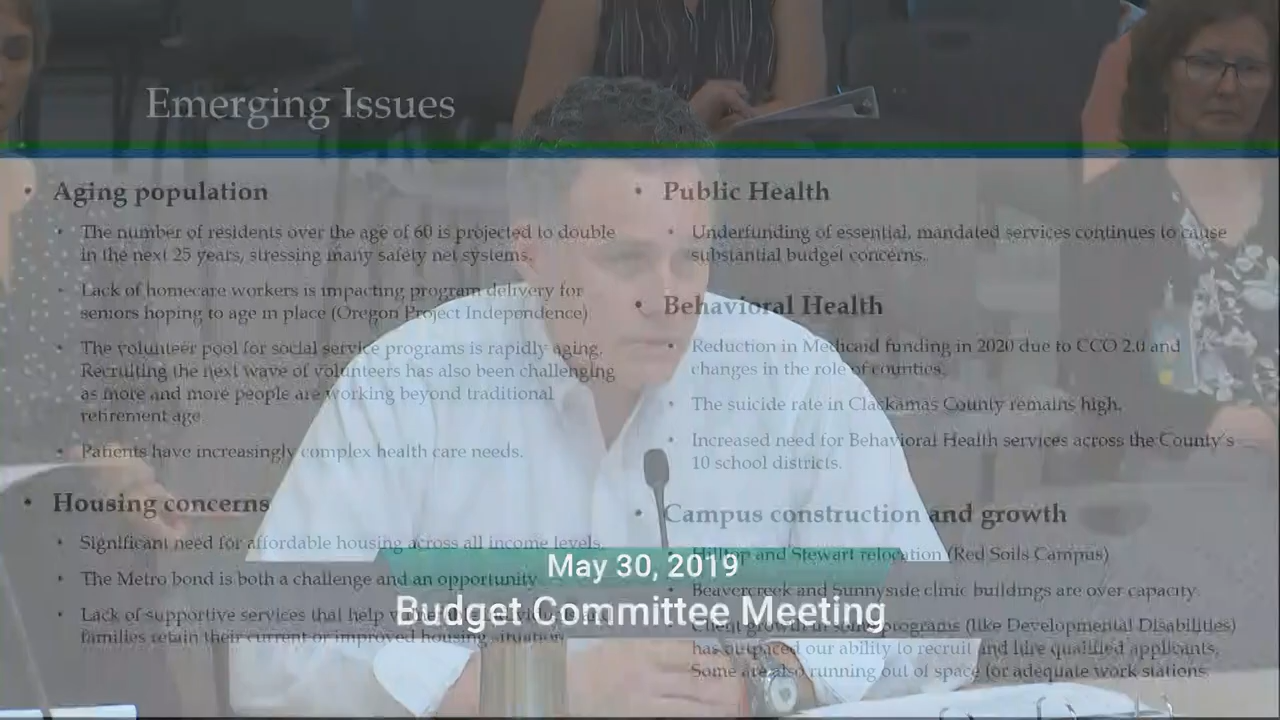 Emerging Issues
• Aging population
• The number of residents over the age of 60 is projected to double
in the next 25 years, stressing many safety net systems.
• Lack of homecare workers is impacting program delivery for
seniors hoping to age in place (Oregon Project Independence)
• The volunteer pool for social service programs is rapidly aging.
Recruiting the next wave of volunteers has also been challenging
as more and more people are working beyond traditional
retirement age
• Patients have increasingly complex health care needs.
• Housing concerns
• Significant need for affordable housing across all income levels.
• The Metro bond is both a challenge and an opportunity
• Lack of supportive services that help
families retain their current or improved housing situation
• Public Health
• Underfunding of essential, mandated services continues to cause
substantial budget concerns.
• Behavioral Health
• Reduction in Medicaid funding in 2020 due to CCO 2.0 and
changes in the role of counties.
• The suicide rate in Clackamas County remains high.
• Increased need for Behavioral Health services across the County's
10 school districts.
• Campus construction and growth
• Hilltop and Stewart relocation (Red Soils Campus)
• Beavercreek and Sunnyside clinic buildings are over capacity.
• Client growth in some programs (like Developmental Disabilities)
has outpaced our ability to recruit and hire qualified applicants.
Some are also running out of space for adequate work stations
May 30, 2019
Budget Committee Meeting